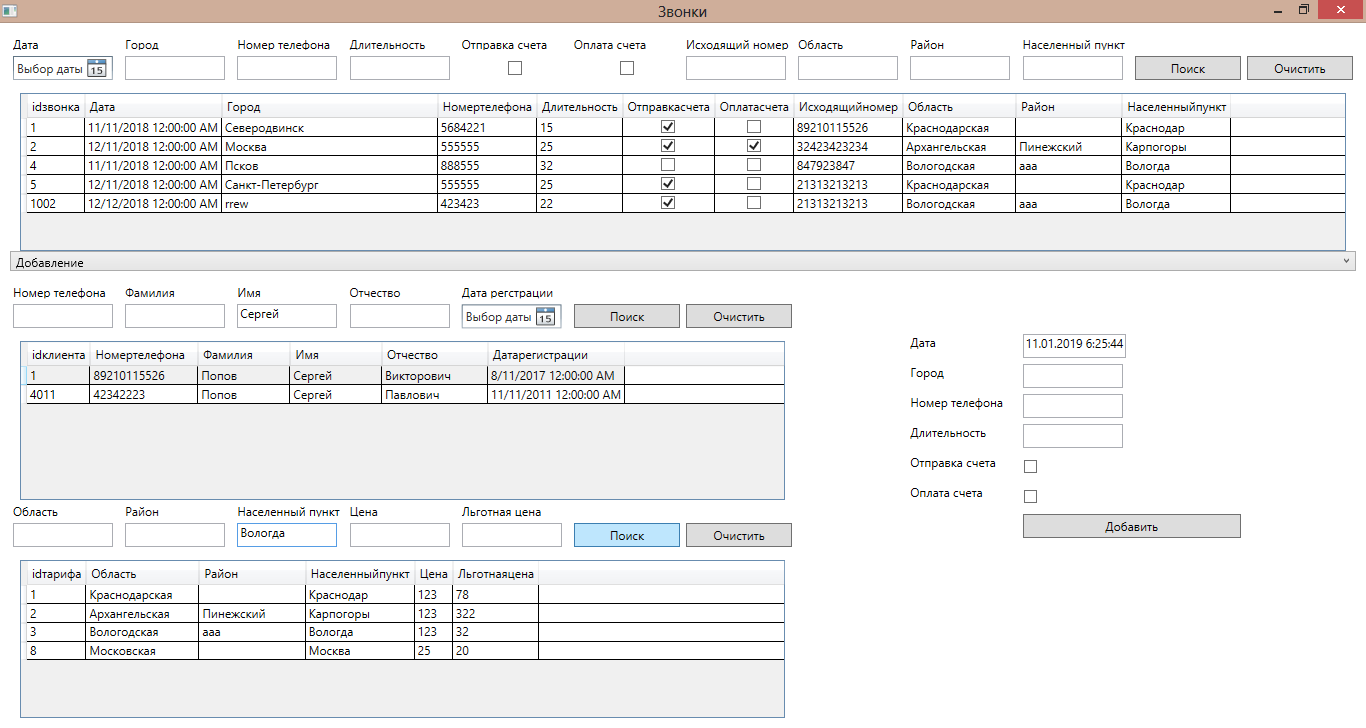 Звонки
Дата Город Номер телефона Длительность Отправка счета Оплата счета Исходящий номер Область Район Населенный пункт
Выбор даты 15 Поиск Очистить
idзвонка Дата Город Номертелефона Длительность Отправкасчета Оплатасчета Исходящийномер Область Район Населенныйпункт
1 11/11/2018 12:00:00 AM Северодвинск 5684221 15 89210115526 Краснодарская Краснодар
2 12/11/2018 12:00:00 AM Москва 555555 25 32423423234 Архангельская Пинежский Карпогоры
4 11/11/2018 12:00:00 AM Псков 888555 32 847923847 Вологодская ааа Вологда
5 12/11/2018 12:00:00 AM Санкт-Петербург 555555 25 21313213213 Краснодарская Краснодар
1002 12/12/2018 12:00:00 AM rrew 423423 22 21313213213 Вологодская ааа Вологда
Добавление
Номер телефона Фамилия Имя Отчество Дата регстрации
Сергей Выбор даты 15 Поиск Очистить
idклиента Номертелефона Фамилия Имя Отчество Датарегистрации
1 89210115526 Попов Сергей Викторович 8/11/2017 12:00:00 AM
4011 42342223 Попов Сергей Павлович 11/11/2011 12:00:00 AM
Дата 11.01.2019 6:25:44
Город
Номер телефона
Длительность
Отправка счета
Оплата счета
Добавить
Область Район Населенный пункт Цена Льготная цена
Вологда Поиск Очистить
idтарифа Область Район Населенныйпункт Цена Льготнаяцена
1 Краснодарская Краснодар 123 78
2 Архангельская Пинежский Карпогоры 123 322
3 Вологодская ааа Вологда 123 32
8 Московская Москва 25 20